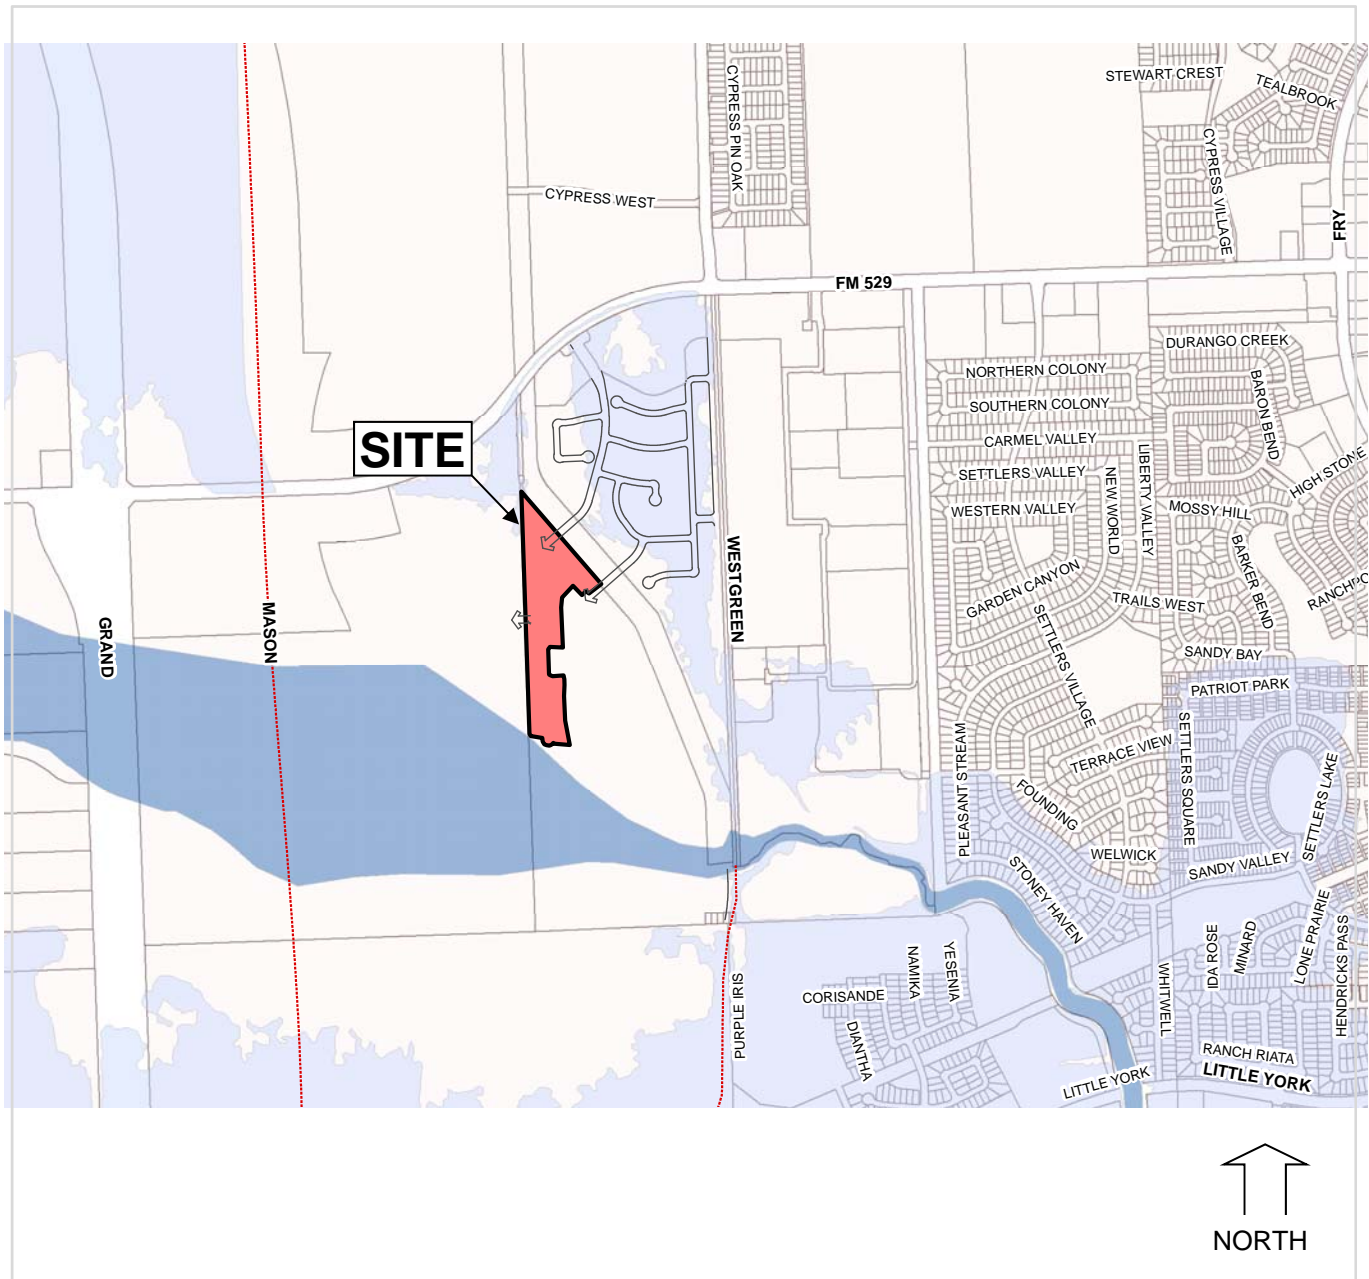 STEWART CREST
TEALBROOK
CYPRESS PIN OAK
CYPRESS VILLAGE
CYPRESS WEST
FRY
FM 529
DURANGO CREEK
NORTHERN COLONY
BARON BEND
SOUTHERN COLONY
CARMEL VALLEY
SITE
LIBERTY VALLEY
HIGH STONE
SETTLERS VALLEY
NEW WORLD
WESTERN VALLEY
MOSSY HILL
WESTGREEN
BARKER BEND
GARDEN CANYON
TRAILS WEST
MASON
GRAND
SETTLERS VILLAGE
SANDY BAY
PATRIOT PARK
PLEASANT STREAM
TERRACE VIEW
SETTLERS SQUARE
SETTLERS LAKE
FOUNDING
WELWICK
SANDY VALLEY
STONEY HAVEN
LONE PRAIRIE
HENDRICKS PASS
IDA ROSE
MINARD
NAMIKA
YESENIA
CORISANDE
PURPLE IRIS
DIANTHA
WHITWELL
RANCH RIATA
LITTLE YORK
LITTLE YORK
NORTH